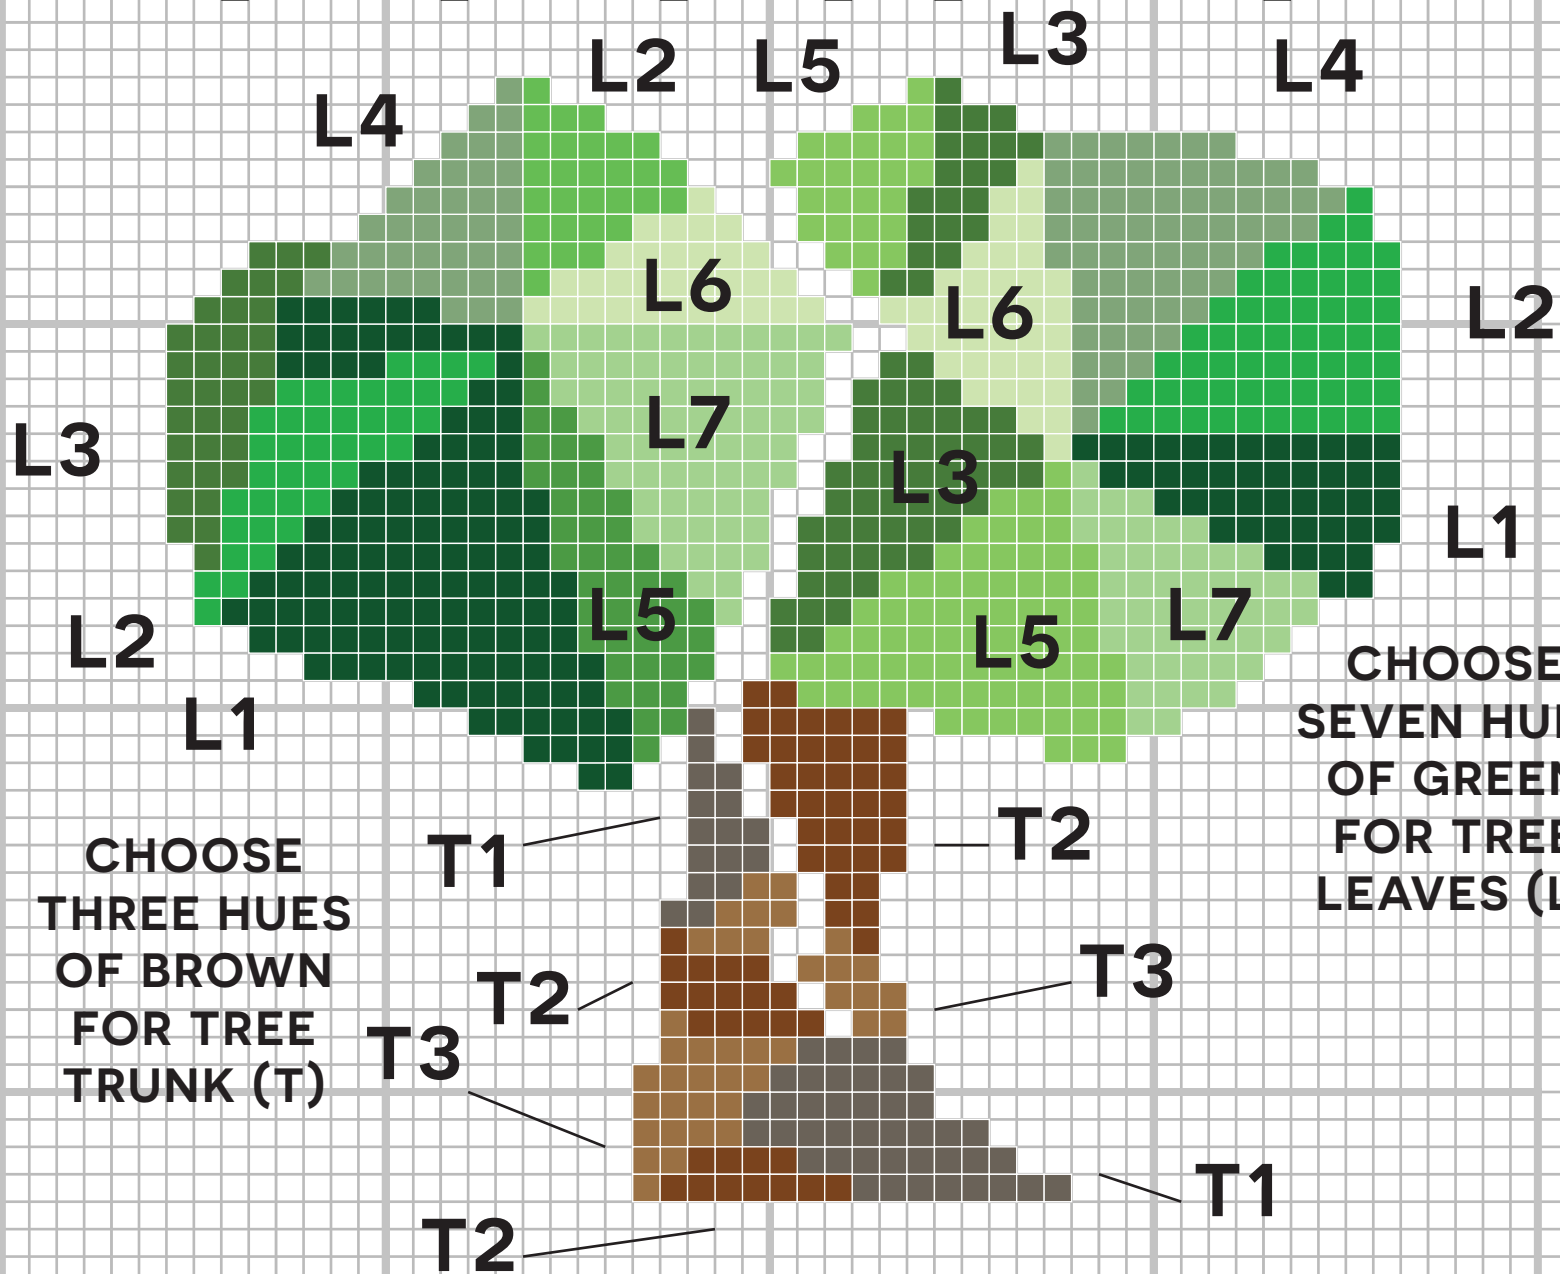 L3
L2
L5
L4
L4
L6
L6
L2
L7
L3
L3
L1
L5
L7
L2
L5
CHOOSE
SEVEN HU
OF GREEN
FOR TREE
LEAVES (L
L1
T1
T2
CHOOSE
THREE HUES
OF BROWN
FOR TREE
TRUNK (T)
T2
T3
T3
T1
T2